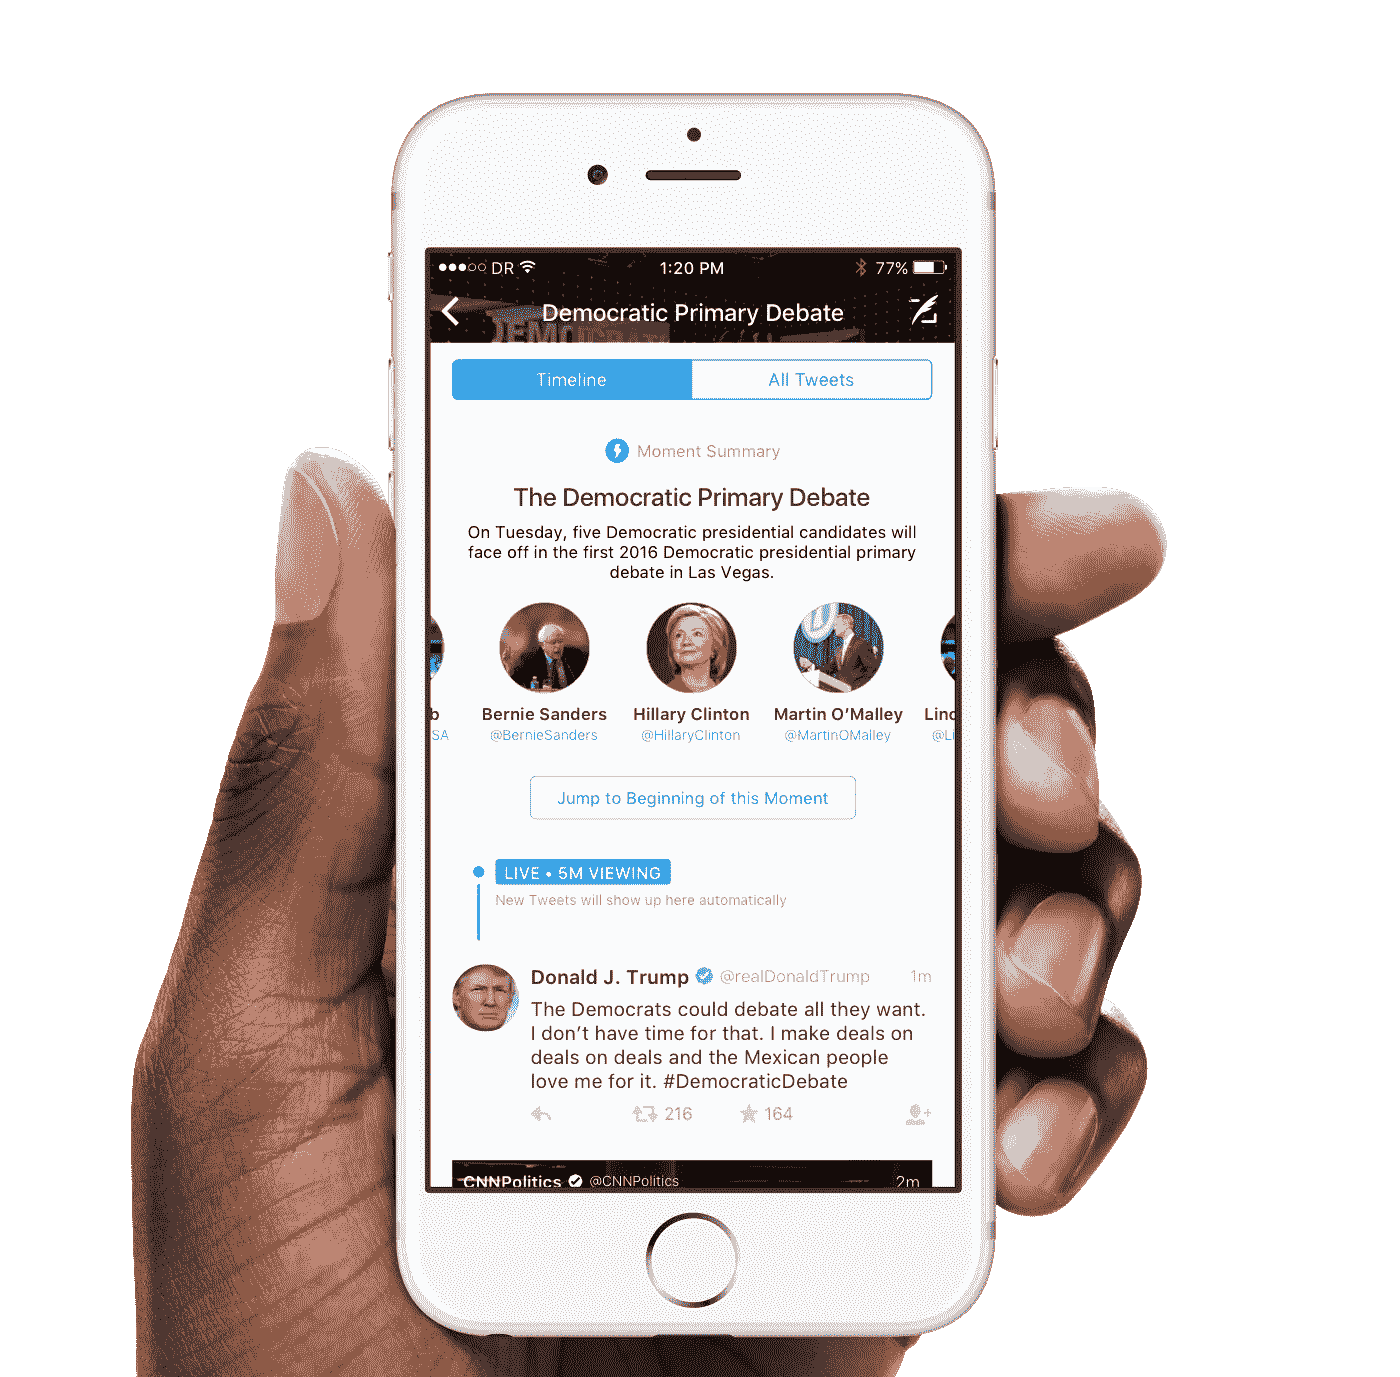 DR 1:20 PM 77%
Democratic Primary Debate
Timeline All Tweets
Moment Summary
The Democratic Primary Debate
On Tuesday, five Democratic presidential candidates will
face off in the first 2016 Democratic presidential primary
debate in Las Vegas.
b Bernie Sanders Hillary Clinton Martin O’Malley Linc
SA @BernieSanders @HillaryClinton @MartinOMalley @Li
Jump to Beginning of this Moment
LIVE • 5M VIEWING
New Tweets will show up here automatically
Donald J. Trump @realDonaldTrump 1m
The Democrats could debate all they want.
I don’t have time for that. I make deals on
deals on deals and the Mexican people
love me for it. #DemocraticDebate
216 164
CNNPolitics @CNNPolitics 2m